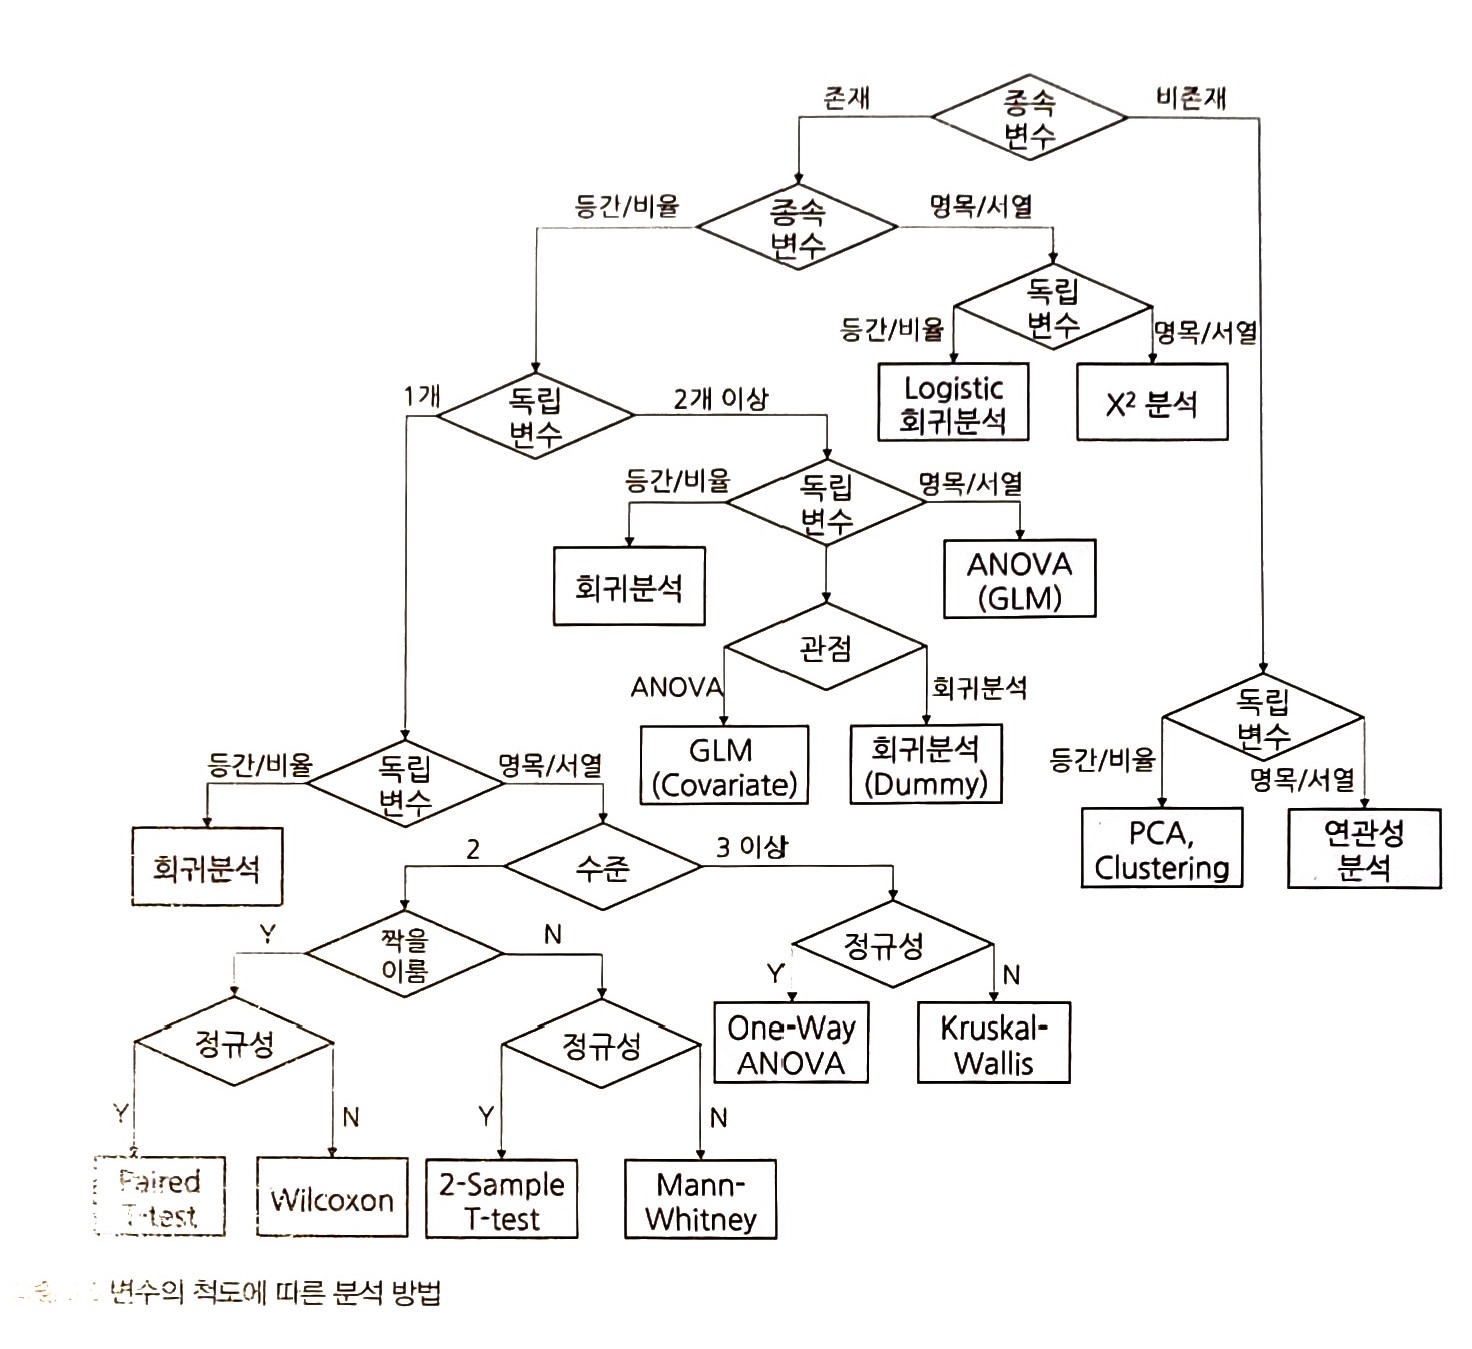 존재
종속
변수
비존재
등간/비율
종속
변수
명목/서열
독립
변수
등간/비율
명목/서열
Logistic
회귀분석
X² 분석
1개
독립
변수
2개 이상
등간/비율
독립
변수
명목/서열
회귀분석
ANOVA
(GLM)
관점
ANOVA
회귀분석
GLM
(Covariate)
회귀분석
(Dummy)
독립
변수
등간/비율
명목/서열
PCA,
Clustering
연관성
분석
등간/비율
독립
변수
명목/서열
회귀분석
2
수준
3 이상
Y
짝을
이룸
N
정규성
Y
N
One-Way
ANOVA
Kruskal-
Wallis
정규성
Y
N
정규성
Y
N
Paired
T-test
Wilcoxon
2-Sample
T-test
Mann-
Whitney
변수의 척도에 따른 분석 방법